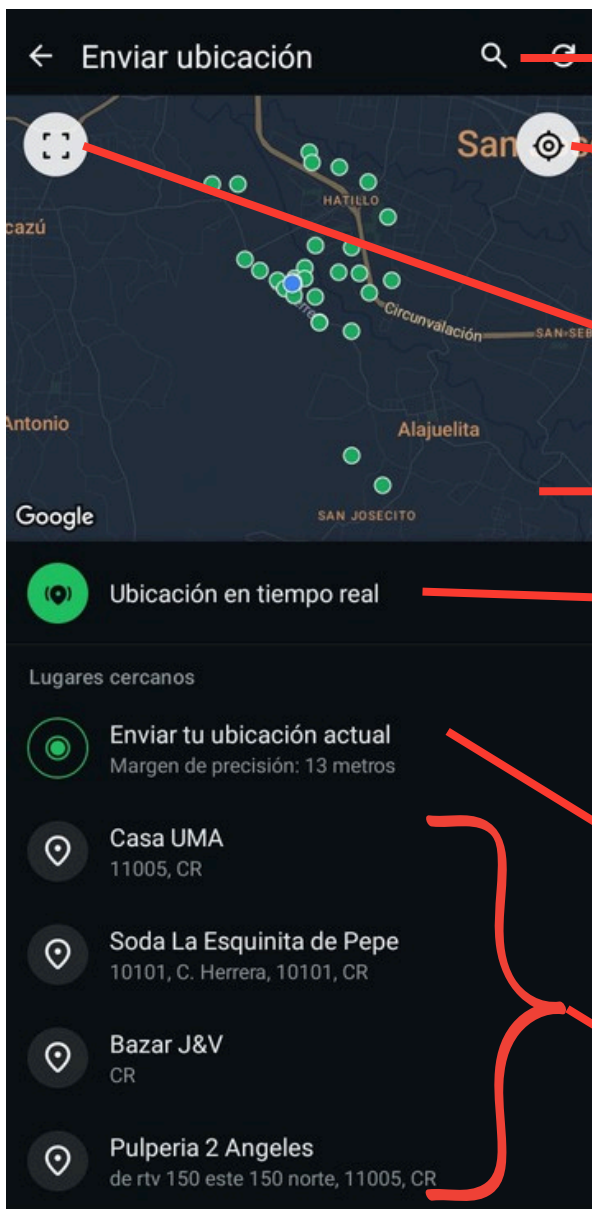 Enviar ubicación
San
HATILLO
cazú
Circunvalación
SAN SEB
Antonio
Alajuelita
Google
SAN JOSECITO
Ubicación en tiempo real
Lugares cercanos
Enviar tu ubicación actual
Margen de precisión: 13 metros
Casa UMA
11005, CR
Soda La Esquinita de Pepe
10101, C. Herrera, 10101, CR
Bazar J&V
CR
Pulperia 2 Angeles
de rtv 150 este 150 norte, 11005, CR